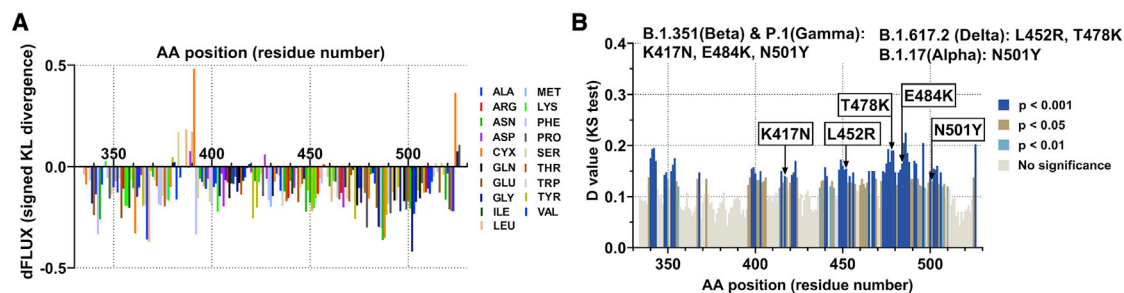 A
AA position (residue number)
dFLUX (signed KL divergence)
0.5
0.0
-0.5
350
400
450
500
ALA
ARG
ASN
ASP
CYX
GLN
GLU
GLY
ILE
LEU
MET
LYS
PHE
PRO
SER
THR
TRP
TYR
VAL
B
B.1.351(Beta) & P.1(Gamma):
K417N, E484K, N501Y
B.1.617.2 (Delta): L452R, T478K
B.1.17(Alpha): N501Y
D value (KS test)
0.4
0.3
0.2
0.1
0.0
K417N
L452R
T478K
E484K
N501Y
350
400
450
500
AA position (residue number)
p < 0.001
p < 0.05
p < 0.01
No significance